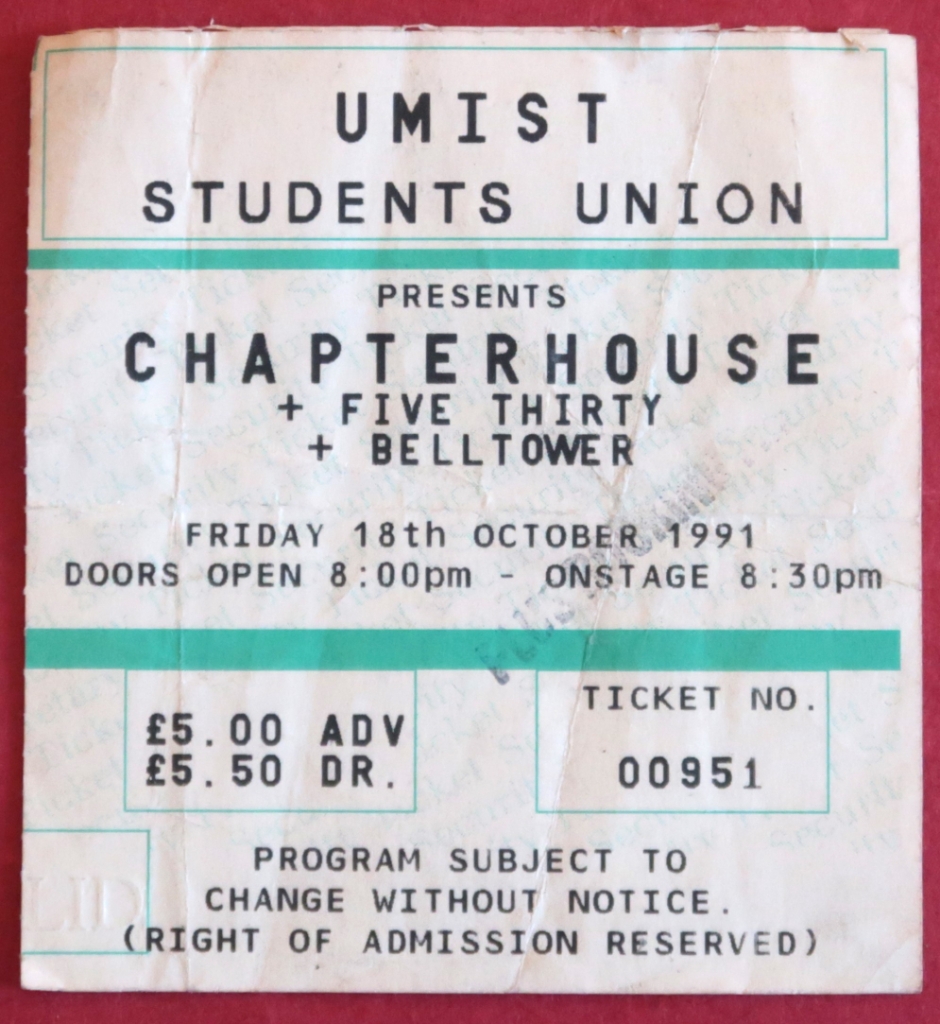 UMIST
STUDENTS UNION
PRESENTS
CHAPTERHOUSE
+ FIVE THIRTY
+ BELLTOWER
FRIDAY 18th OCTOBER 1991
DOORS OPEN 8:00pm - ONSTAGE 8:30pm
£5.00 ADV
£5.50 DR.
TICKET NO.
00951
PROGRAM SUBJECT TO
CHANGE WITHOUT NOTICE.
(RIGHT OF ADMISSION RESERVED)
LID